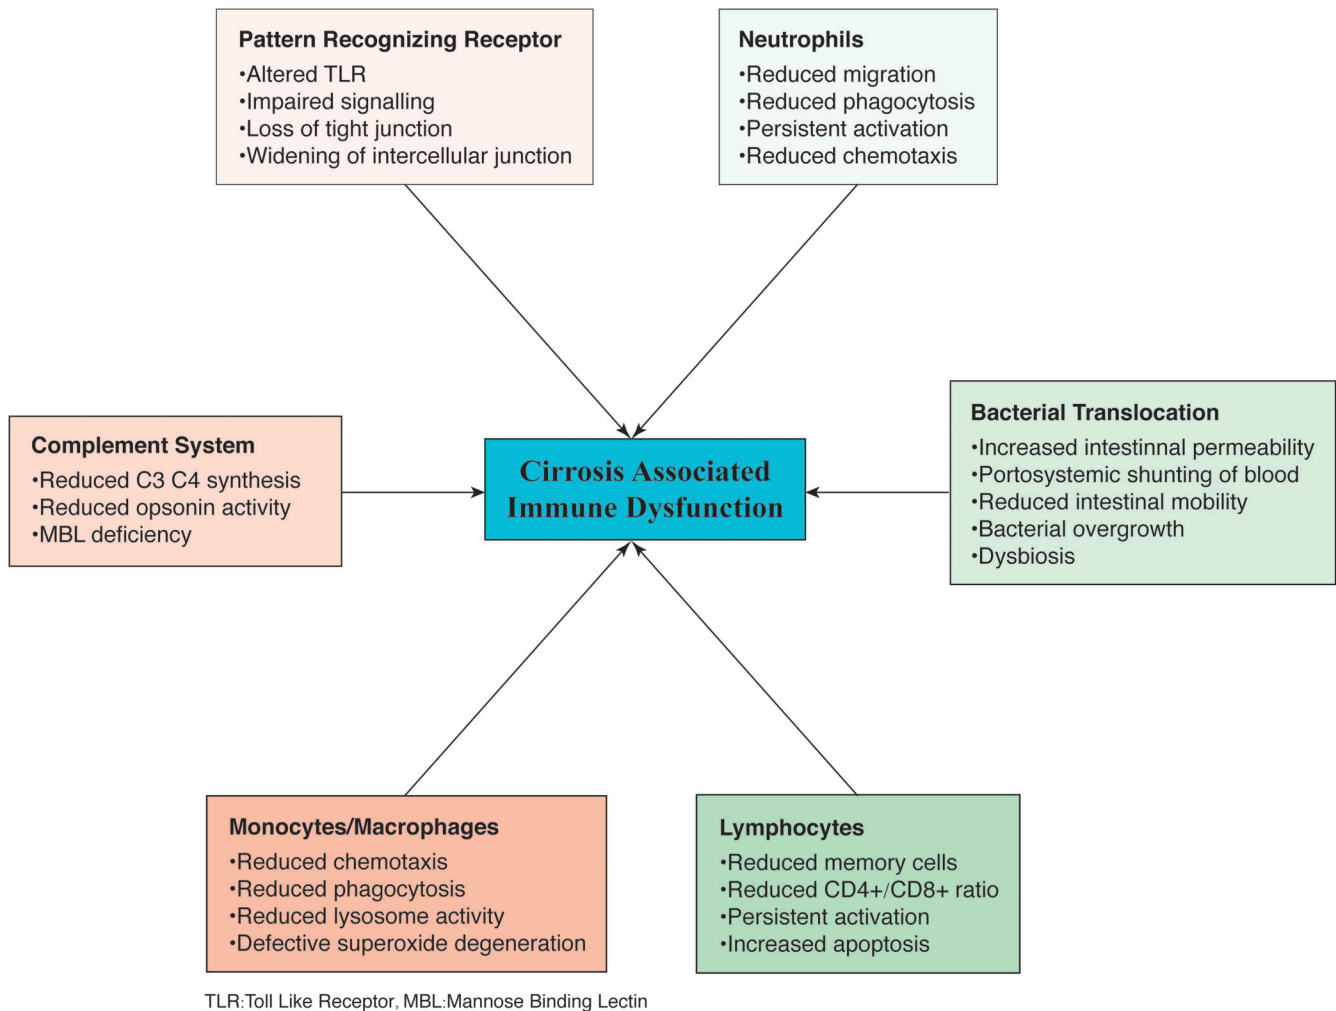 Pattern Recognizing Receptor
•Altered TLR
•Impaired signalling
•Loss of tight junction
•Widening of intercellular junction
Neutrophils
•Reduced migration
•Reduced phagocytosis
•Persistent activation
•Reduced chemotaxis
Complement System
•Reduced C3 C4 synthesis
•Reduced opsonin activity
•MBL deficiency
Cirrosis Associated
Immune Dysfunction
Bacterial Translocation
•Increased intestinnal permeability
•Portosystemic shunting of blood
•Reduced intestinal mobility
•Bacterial overgrowth
•Dysbiosis
Monocytes/Macrophages
•Reduced chemotaxis
•Reduced phagocytosis
•Reduced lysosome activity
•Defective superoxide degeneration
Lymphocytes
•Reduced memory cells
•Reduced CD4+/CD8+ ratio
•Persistent activation
•Increased apoptosis
TLR:Toll Like Receptor, MBL:Mannose Binding Lectin